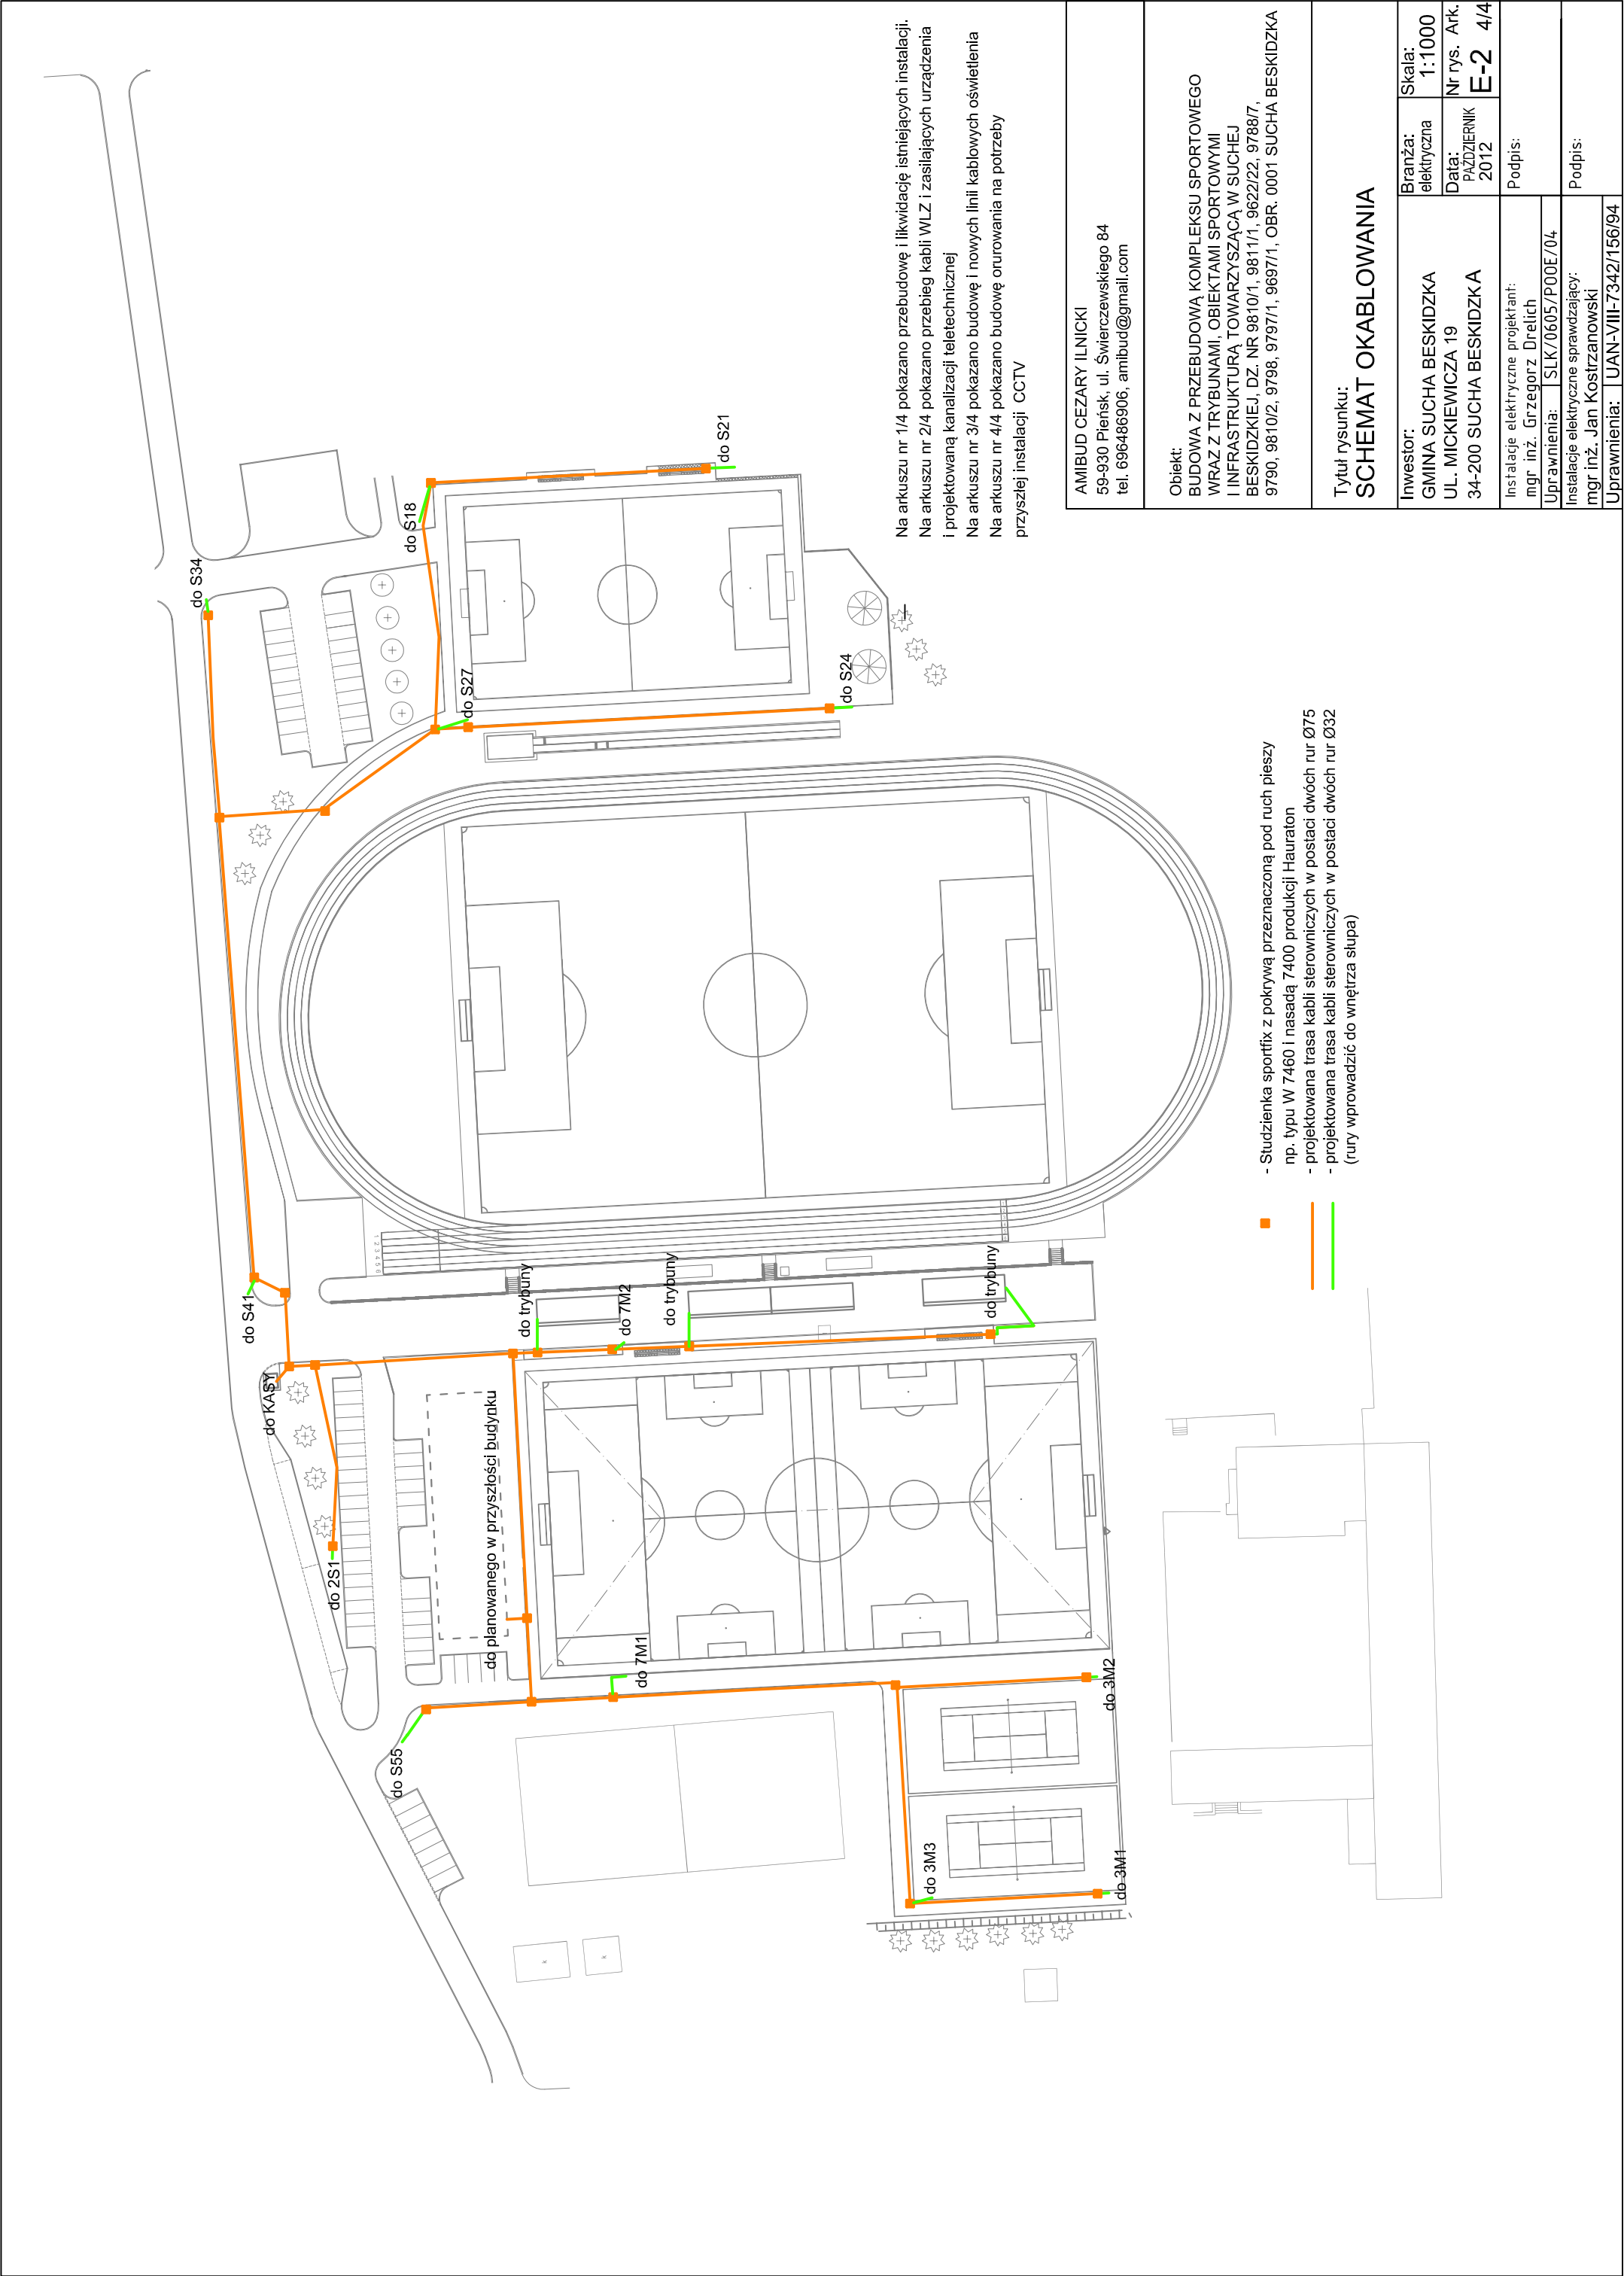 do S34
do S18
do S21
do S27
do S24
do S41
do KASY
do 2S1
do trybuny
do 7M2
do trybuny
do trybuny
do planowanego w przyszłości budynku
do 7M1
do S55
do 3M2
do 3M3
do 3M1
1 2 3 4 5 6
Na arkuszu nr 1/4 pokazano przebudowę i likwidację istniejących instalacji.
Na arkuszu nr 2/4 pokazano przebieg kabli WLZ i zasilających urządzenia
i projektowaną kanalizacji teletechnicznej
Na arkuszu nr 3/4 pokazano budowę i nowych linii kablowych oświetlenia
Na arkuszu nr 4/4 pokazano budowę orurowania na potrzeby
przyszłej instalacji CCTV
- Studzienka sportfix z pokrywą przeznaczoną pod ruch pieszy
np. typu W 7460 i nasadą 7400 produkcji Hauraton
- projektowana trasa kabli sterowniczych w postaci dwóch rur Ø75
- projektowana trasa kabli sterowniczych w postaci dwóch rur Ø32
(rury wprowadzić do wnętrza słupa)
AMIBUD CEZARY ILNICKI
59-930 Pieńsk, ul. Świerczewskiego 84
tel. 696486906, amibud@gmail.com
Obiekt:
BUDOWA Z PRZEBUDOWĄ KOMPLEKSU SPORTOWEGO
WRAZ Z TRYBUNAMI, OBIEKTAMI SPORTOWYMI
I INFRASTRUKTURĄ TOWARZYSZĄCĄ W SUCHEJ
BESKIDZKIEJ, DZ. NR 9810/1, 9811/1, 9622/22, 9788/7,
9790, 9810/2, 9798, 9797/1, 9697/1, OBR. 0001 SUCHA BESKIDZKA
Tytuł rysunku:
SCHEMAT OKABLOWANIA
Inwestor:
GMINA SUCHA BESKIDZKA
UL. MICKIEWICZA 19
34-200 SUCHA BESKIDZKA
Branża:
elektryczna
Skala:
1:1000
Data:
PAŹDZIERNIK
2012
Nr rys. Ark.
E-2 4/4
Instalacje elektryczne projektant:
mgr inż. Grzegorz Drelich
Uprawnienia: SLK/0605/POOE/04
Podpis:
Instalacje elektryczne sprawdzający:
mgr inż. Jan Kostrzanowski
Uprawnienia: UAN-VIII-7342/156/94
Podpis: